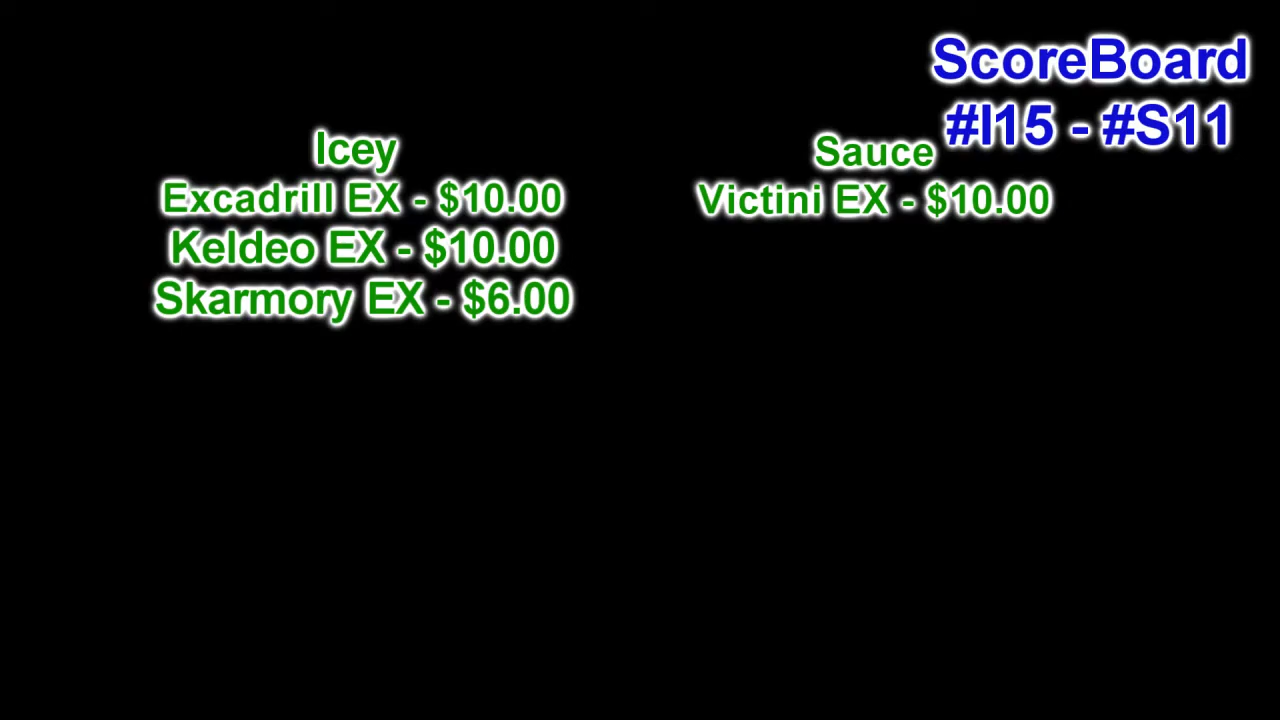 ScoreBoard
#I15 - #S11
Icey
Excadrill EX - $10.00
Keldeo EX - $10.00
Skarmory EX - $6.00
Sauce
Victini EX - $10.00